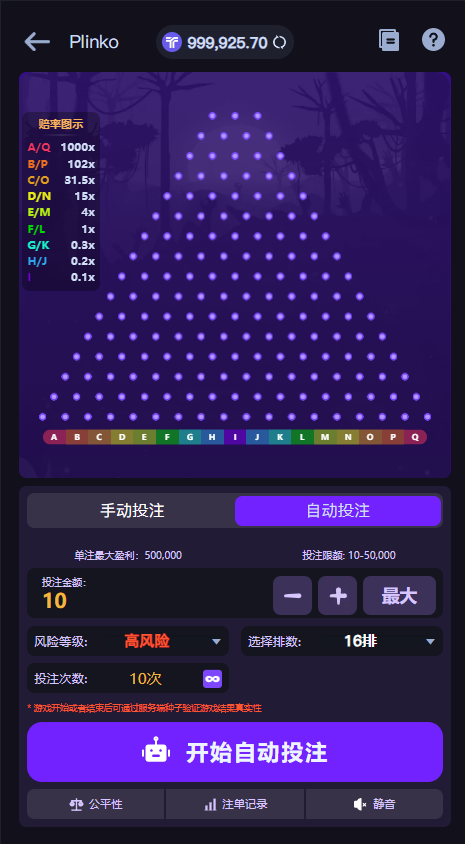 Plinko 999,925.70
赔率图示
A/Q 1000x
B/P 102x
C/O 31.5x
D/N 15x
E/M 4x
F/L 1x
G/K 0.3x
H/J 0.2x
I 0.1x
A B C D E F G H I J K L M N O P Q
手动投注 自动投注
单注最大盈利：500,000 投注限额: 10-50,000
投注金额:
10 最大
风险等级: 高风险 选择排数: 16排
投注次数: 10次
* 游戏开始或者结束后可通过服务端种子验证游戏结果真实性
开始自动投注
公平性 注单记录 静音